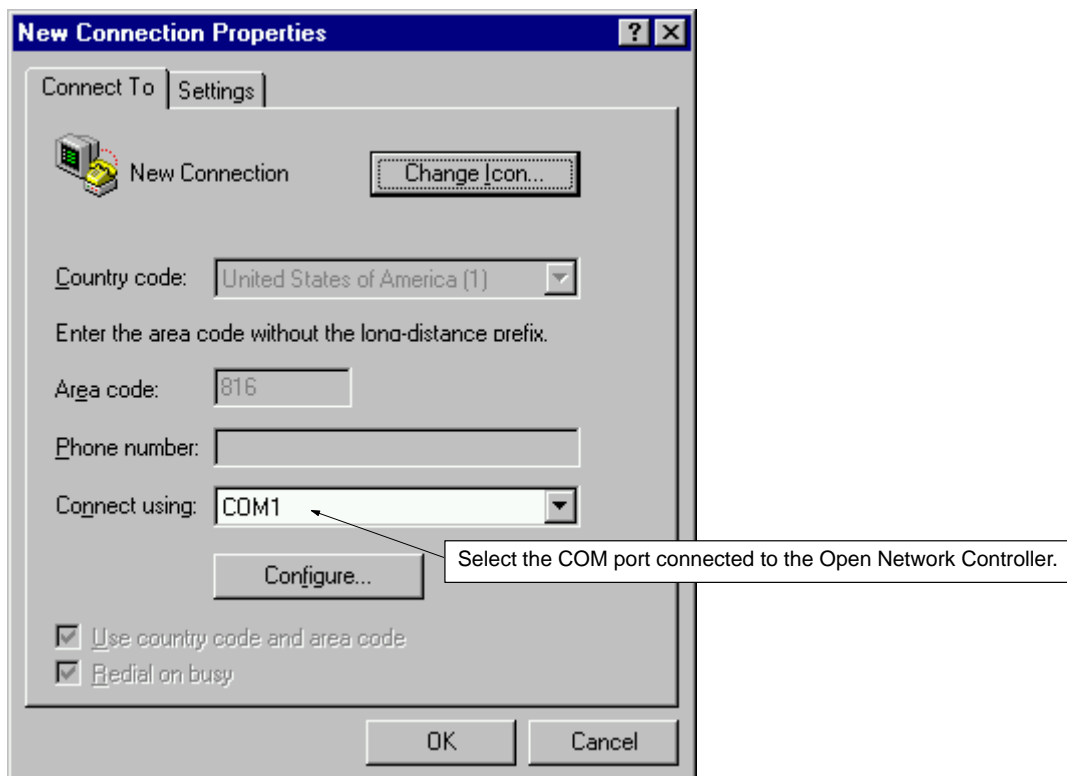 New Connection Properties
Connect To Settings
New Connection Change Icon...
Country code: United States of America (1)
Enter the area code without the long-distance prefix.
Area code: 816
Phone number:
Connect using: COM1
Select the COM port connected to the Open Network Controller.
Configure...
Use country code and area code
Redial on busy
OK Cancel